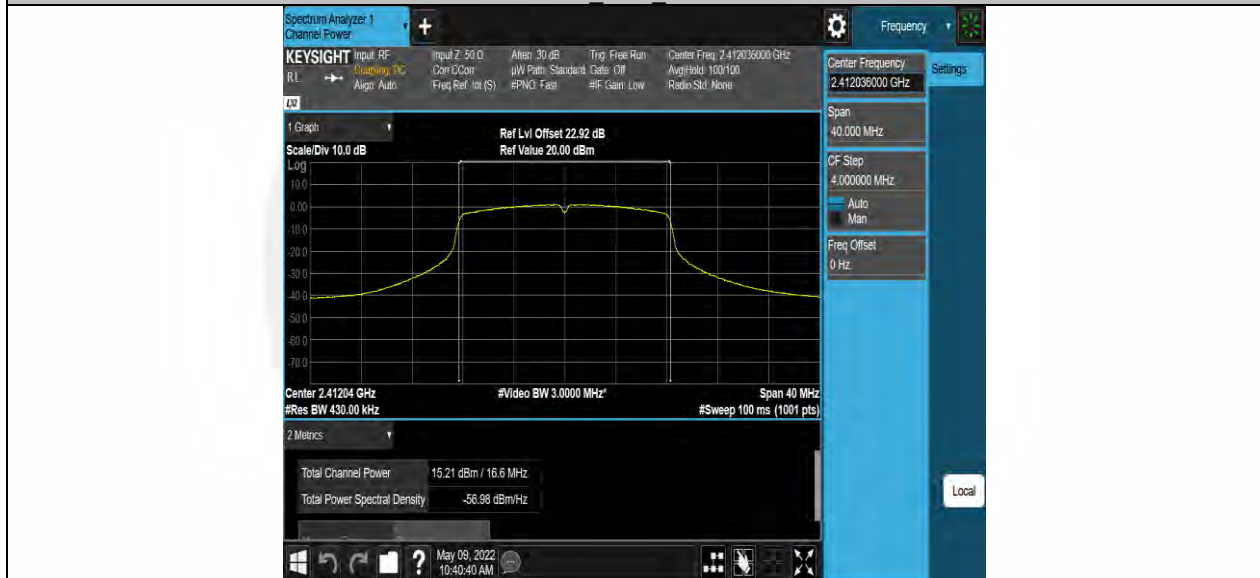 Spectrum Analyzer 1
Channel Power
+
Frequency
KEYSIGHT Input: RF Input Z: 50 Ω Atten: 30 dB Trig: Free Run Center Freq: 2.412036000 GHz
RL Coupling: DC Corr CCorr µW Path: Standard Gate: Off Avg|Hold: 100/100
Align: Auto Freq Ref: Int (S) #PNO: Fast #IF Gain: Low Radio Std: None
LXI
Center Frequency
2.412036000 GHz
Settings
Span
40.000 MHz
CF Step
4.000000 MHz
Auto
Man
Freq Offset
0 Hz
1 Graph
Ref Lvl Offset 22.92 dB
Scale/Div 10.0 dB Ref Value 20.00 dBm
Log
10.0
0.00
-10.0
-20.0
-30.0
-40.0
-50.0
-60.0
-70.0
Center 2.41204 GHz #Video BW 3.0000 MHz* Span 40 MHz
#Res BW 430.00 kHz #Sweep 100 ms (1001 pts)
2 Metrics
Total Channel Power 15.21 dBm / 16.6 MHz
Total Power Spectral Density -56.98 dBm/Hz
Local
? May 09, 2022
10:40:40 AM